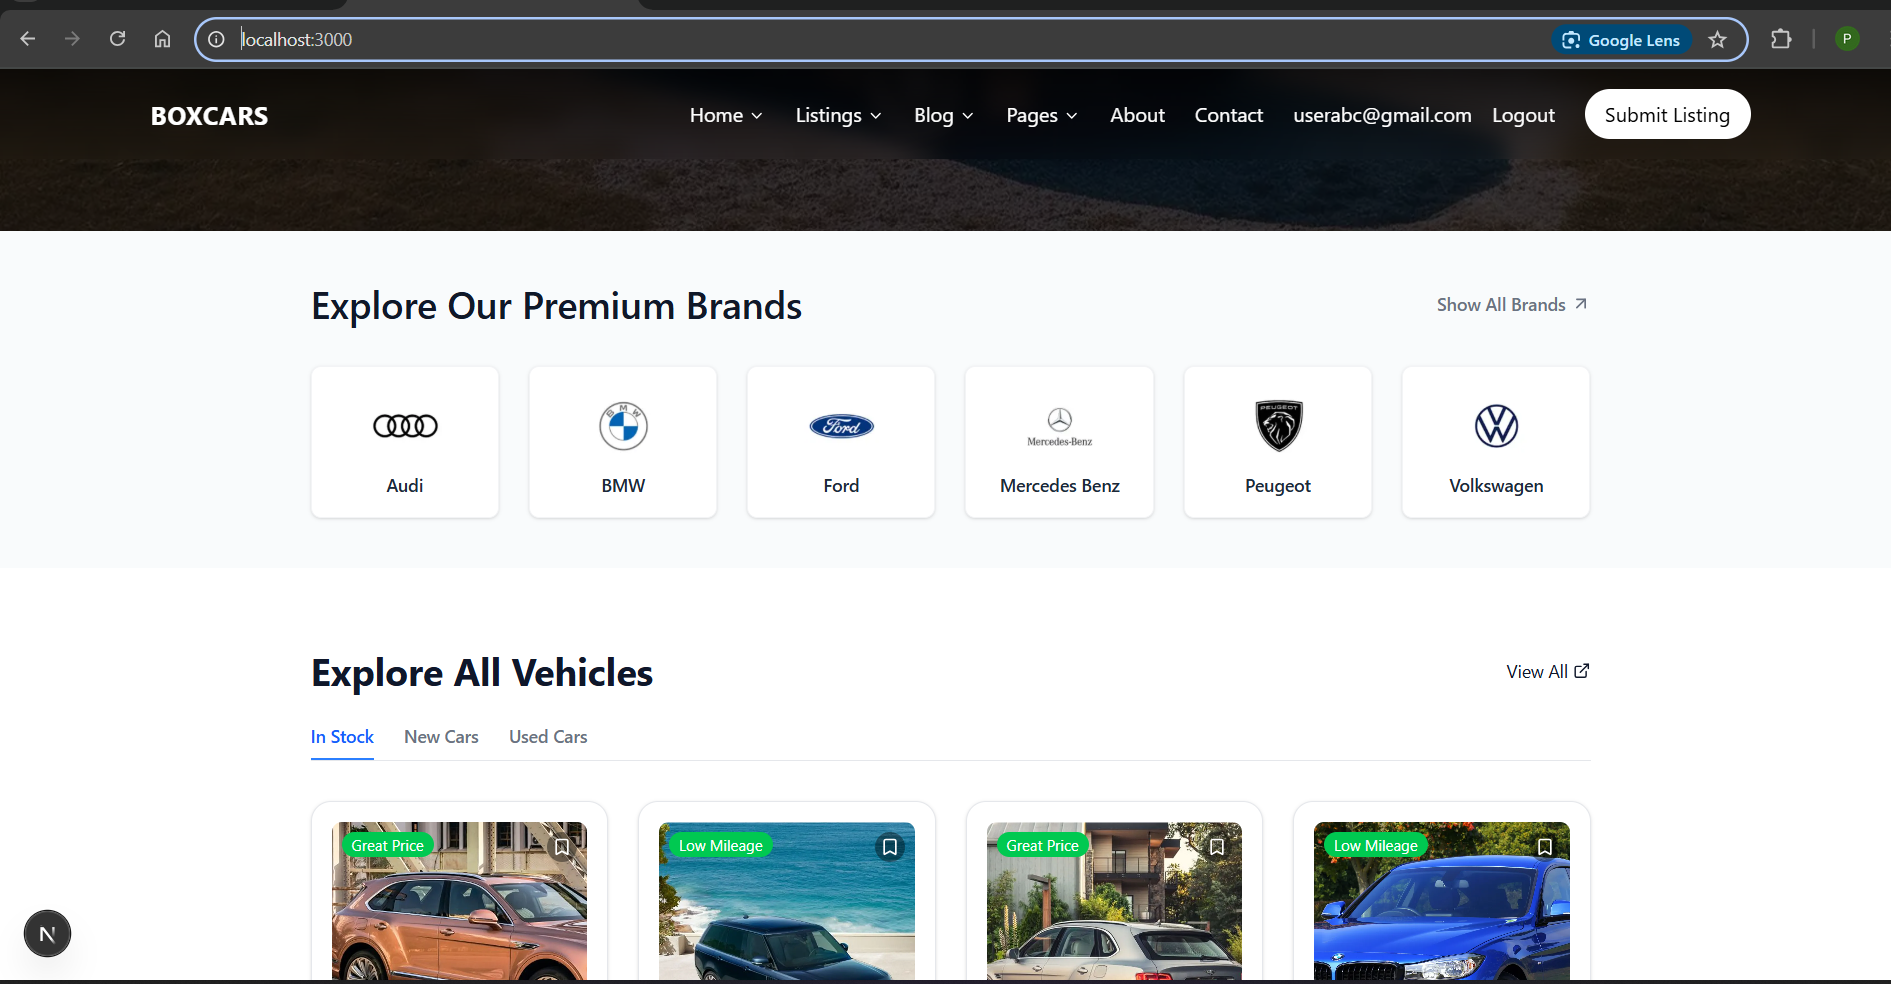 localhost:3000
Google Lens
P
BOXCARS
Home
Listings
Blog
Pages
About
Contact
userabc@gmail.com
Logout
Submit Listing
Explore Our Premium Brands
Show All Brands
BMW
Ford
Mercedes-Benz
PEUGEOT
Audi
BMW
Ford
Mercedes Benz
Peugeot
Volkswagen
Explore All Vehicles
View All
In Stock
New Cars
Used Cars
Great Price
Low Mileage
Great Price
Low Mileage
N